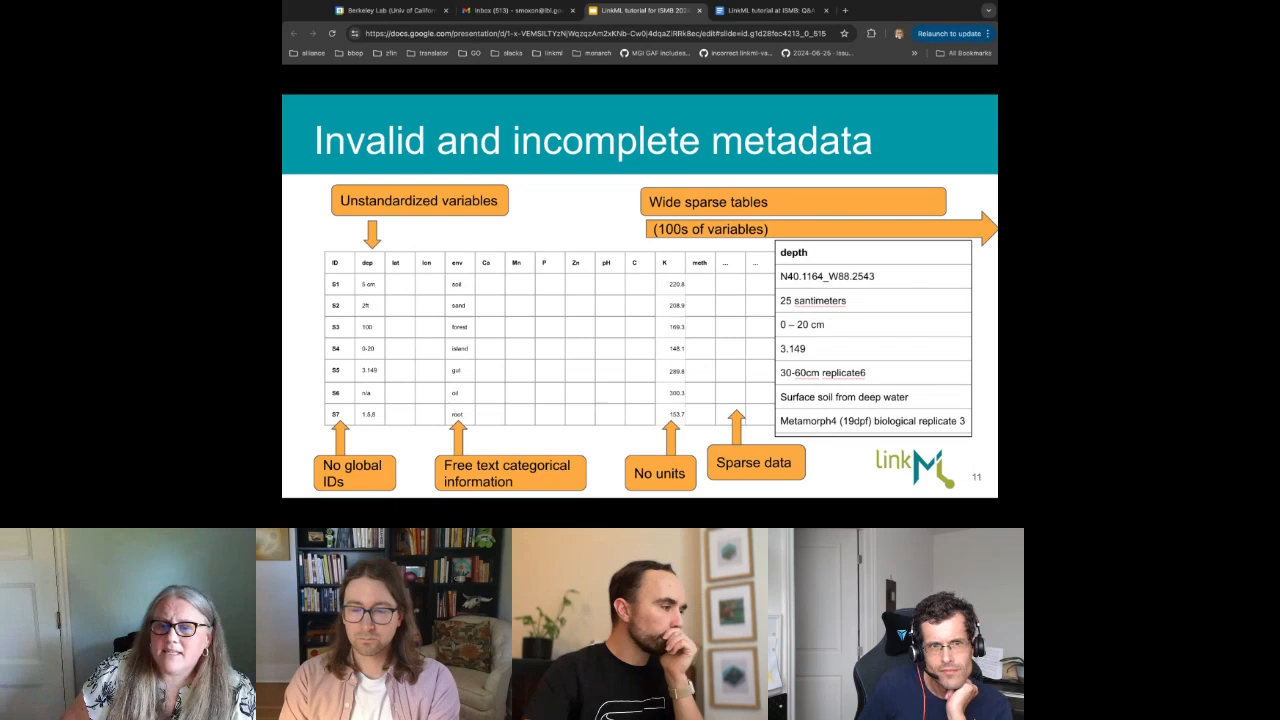 Berkeley Lab (Univ of Califor
Inbox (513) - smoxon@lbl.go
LinkML tutorial for ISMB 202
LinkML tutorial at ISMB: Q&A
https://docs.google.com/presentation/d/1-x-VEMSILTYzNjWqzqzAm2xKNb-Cw0j4dqaZiRRk8ec/edit#slide=id.g1d28fec4213_0_515
Relaunch to update
alliance
bbop
zfin
translator
GO
slacks
linkml
monarch
MGI GAF includes...
incorrect linkml-va...
2024-06-25 - Issu...
All Bookmarks
Invalid and incomplete metadata
Unstandardized variables
Wide sparse tables
(100s of variables)
ID dep lat lon env Ca Mn P Zn pH C K meth ... ...
S1 5 cm soil 220.8
S2 2ft sand 208.9
S3 100 forest 169.3
S4 0-20 island 148.1
S5 3.149 gut 289.8
S6 n/a oil 300.3
S7 1,5,8 root 153.7
depth
N40.1164_W88.2543
25 santimeters
0 – 20 cm
3.149
30-60cm replicate6
Surface soil from deep water
Metamorph4 (19dpf) biological replicate 3
No global
IDs
Free text categorical
information
No units
Sparse data
linkML
11